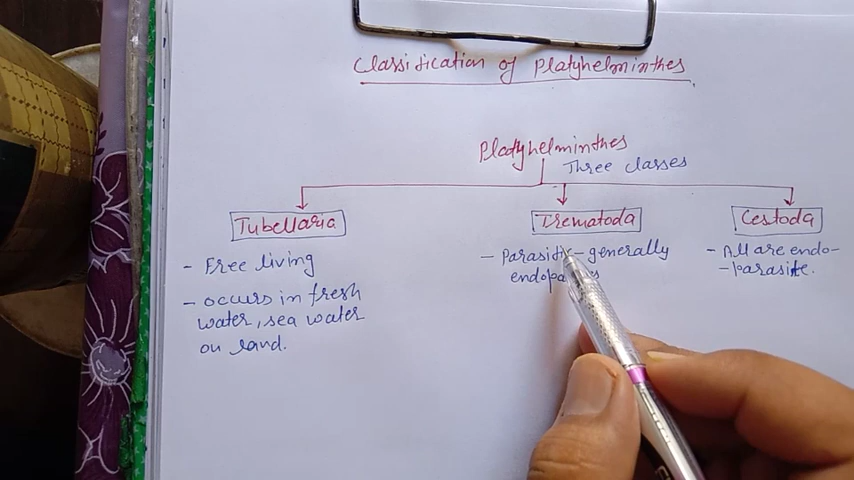 Classification of Platyhelminthes
Platyhelminthes
Three classes
Tubellaria
Trematoda
Cestoda
- Free living
- occurs in fresh
water, sea water
on land.
- generally
- All are endo-
-parasite.